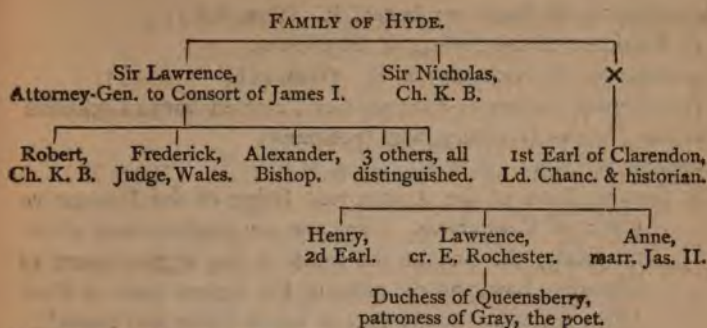 FAMILY OF HYDE.
Sir Lawrence, Sir Nicholas, ×
Attorney-Gen. to Consort of James I. Ch. K. B.
Robert, Frederick, Alexander, 3 others, all 1st Earl of Clarendon,
Ch. K. B. Judge, Wales. Bishop. distinguished. Ld. Chanc. & historian.
Henry, Lawrence, Anne,
2d Earl. cr. E. Rochester. marr. Jas. II.
Duchess of Queensberry,
patroness of Gray, the poet.